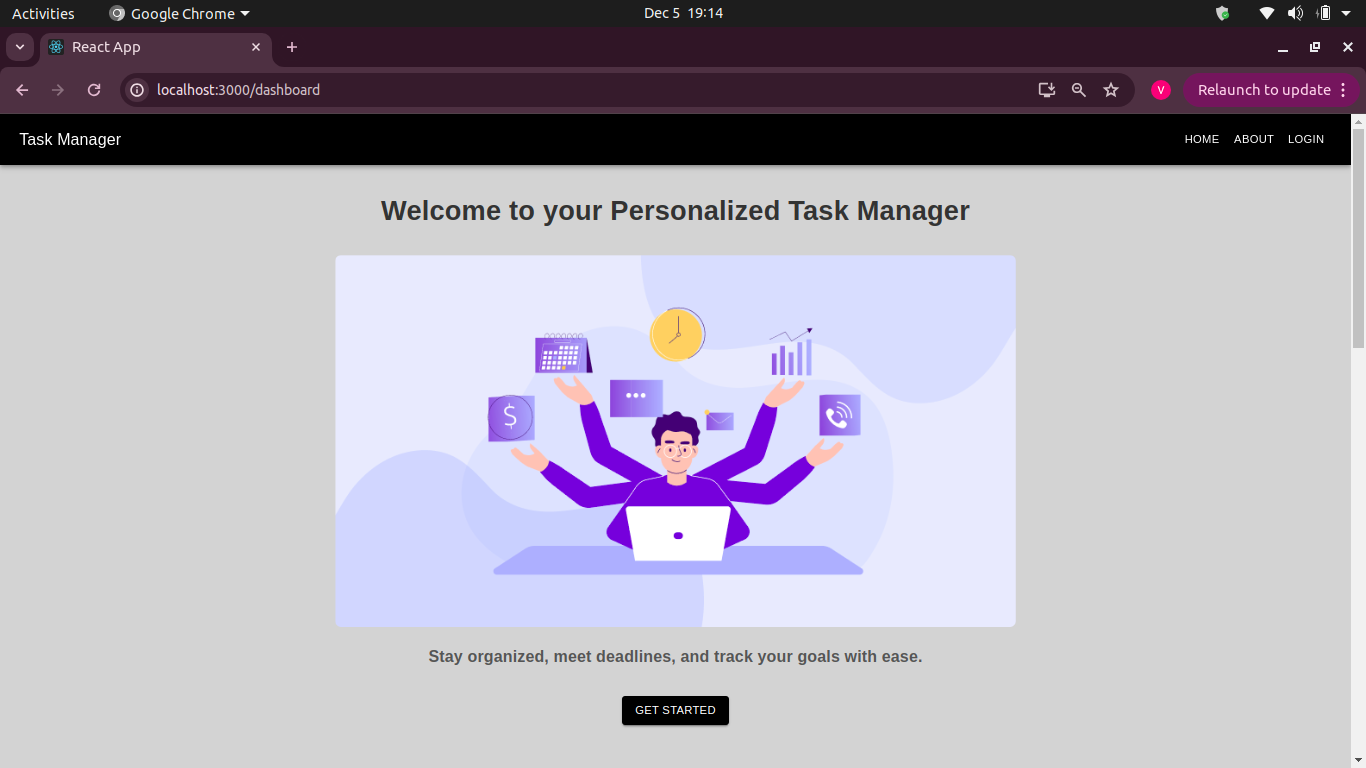 Activities Google Chrome Dec 5 19:14
React App
localhost:3000/dashboard V Relaunch to update
Task Manager HOME ABOUT LOGIN
Welcome to your Personalized Task Manager
$
Stay organized, meet deadlines, and track your goals with ease.
GET STARTED